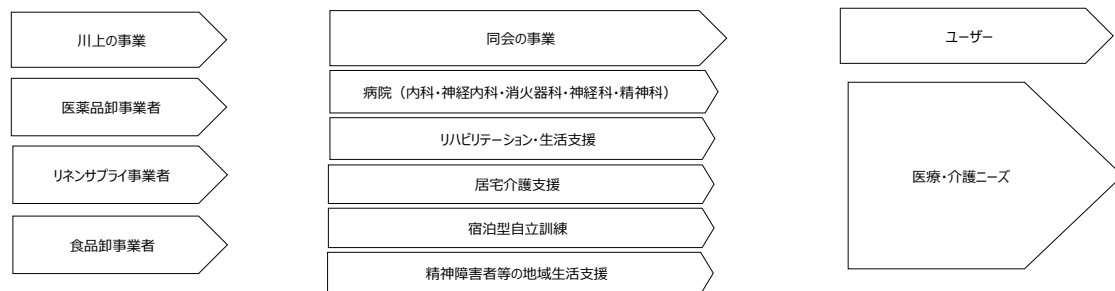 川上の事業
医薬品卸事業者
リネンサプライ事業者
食品卸事業者
同会の事業
病院（内科・神経内科・消火器科・神経科・精神科）
リハビリテーション・生活支援
居宅介護支援
宿泊型自立訓練
精神障害者等の地域生活支援
ユーザー
医療・介護ニーズ